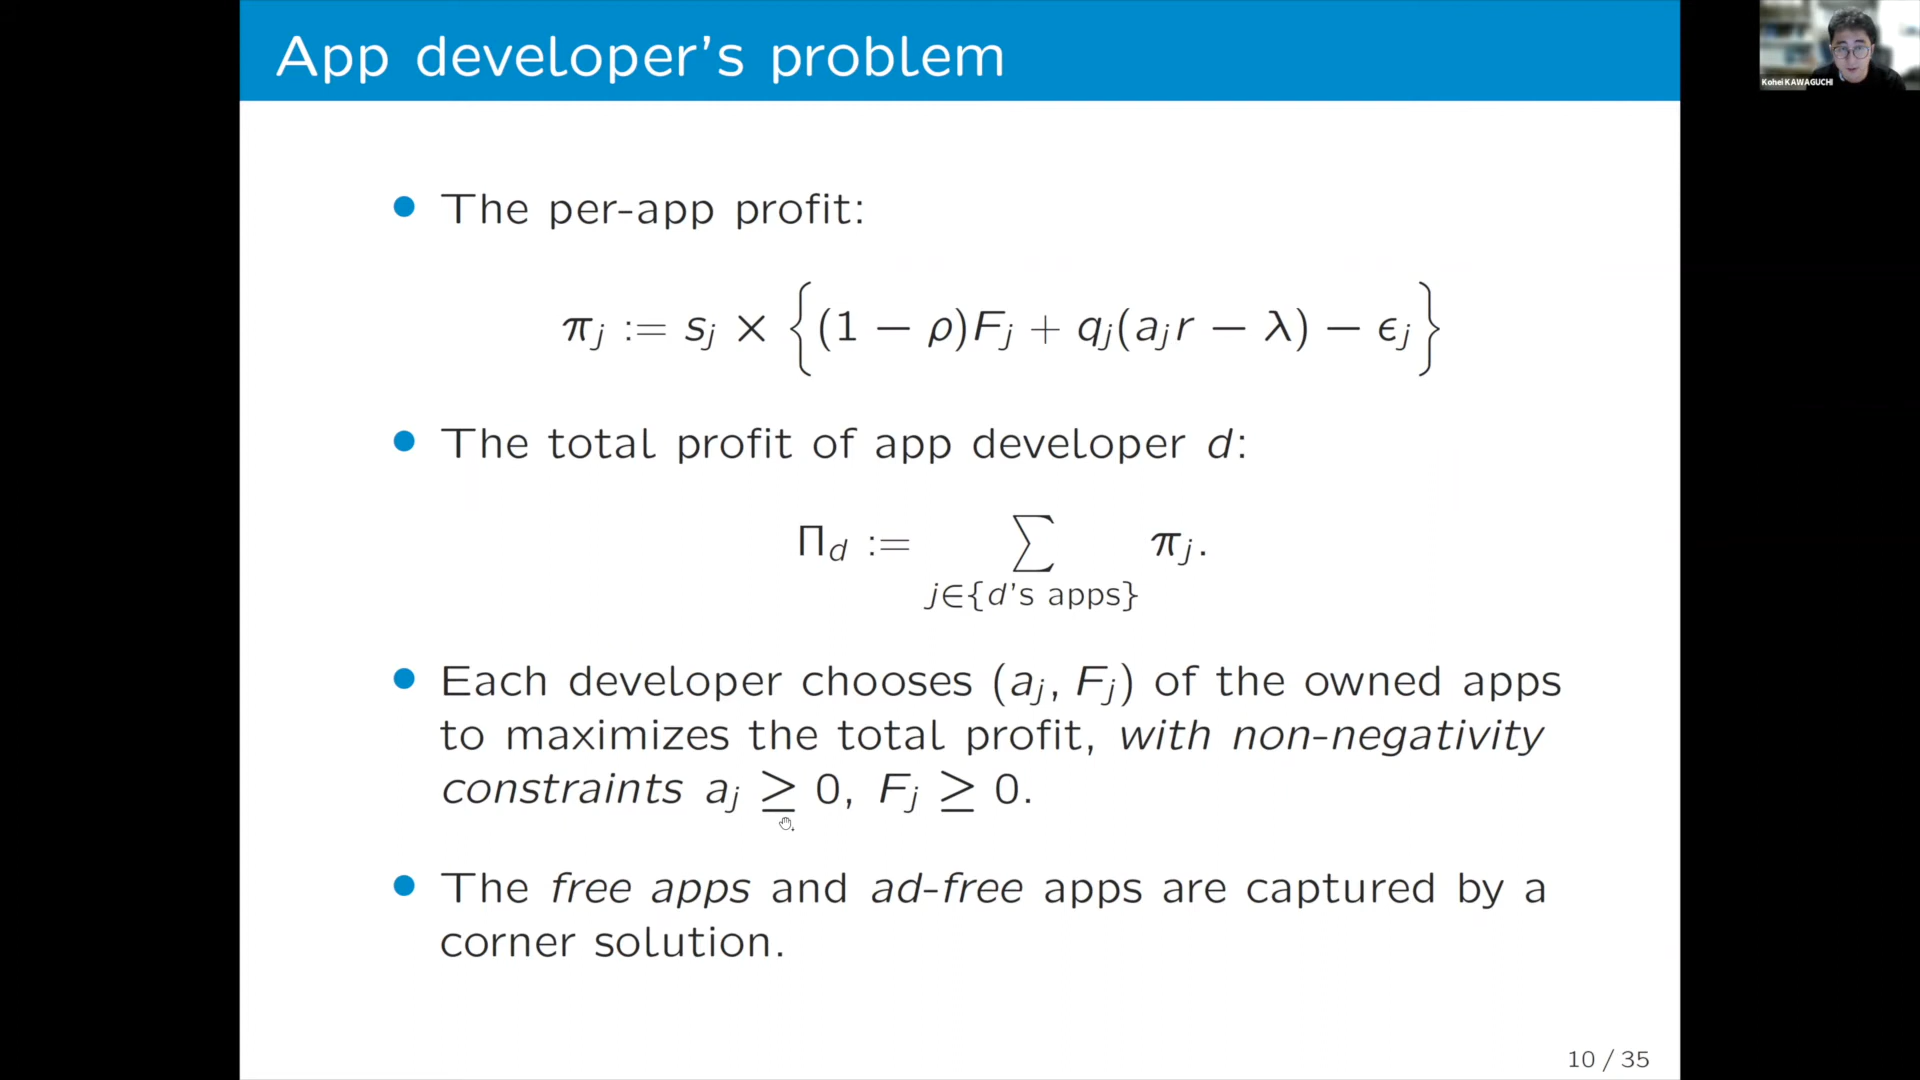 App developer's problem
Kohei KAWAGUCHI
• The per-app profit:
πj := sj × {(1 − ρ)Fj + qj(ajr − λ) − ϵj}
• The total profit of app developer d:
Πd := ∑ πj.
j∈{d's apps}
• Each developer chooses (aj, Fj) of the owned apps
to maximizes the total profit, with non-negativity
constraints aj ≥ 0, Fj ≥ 0.
• The free apps and ad-free apps are captured by a
corner solution.
10 / 35